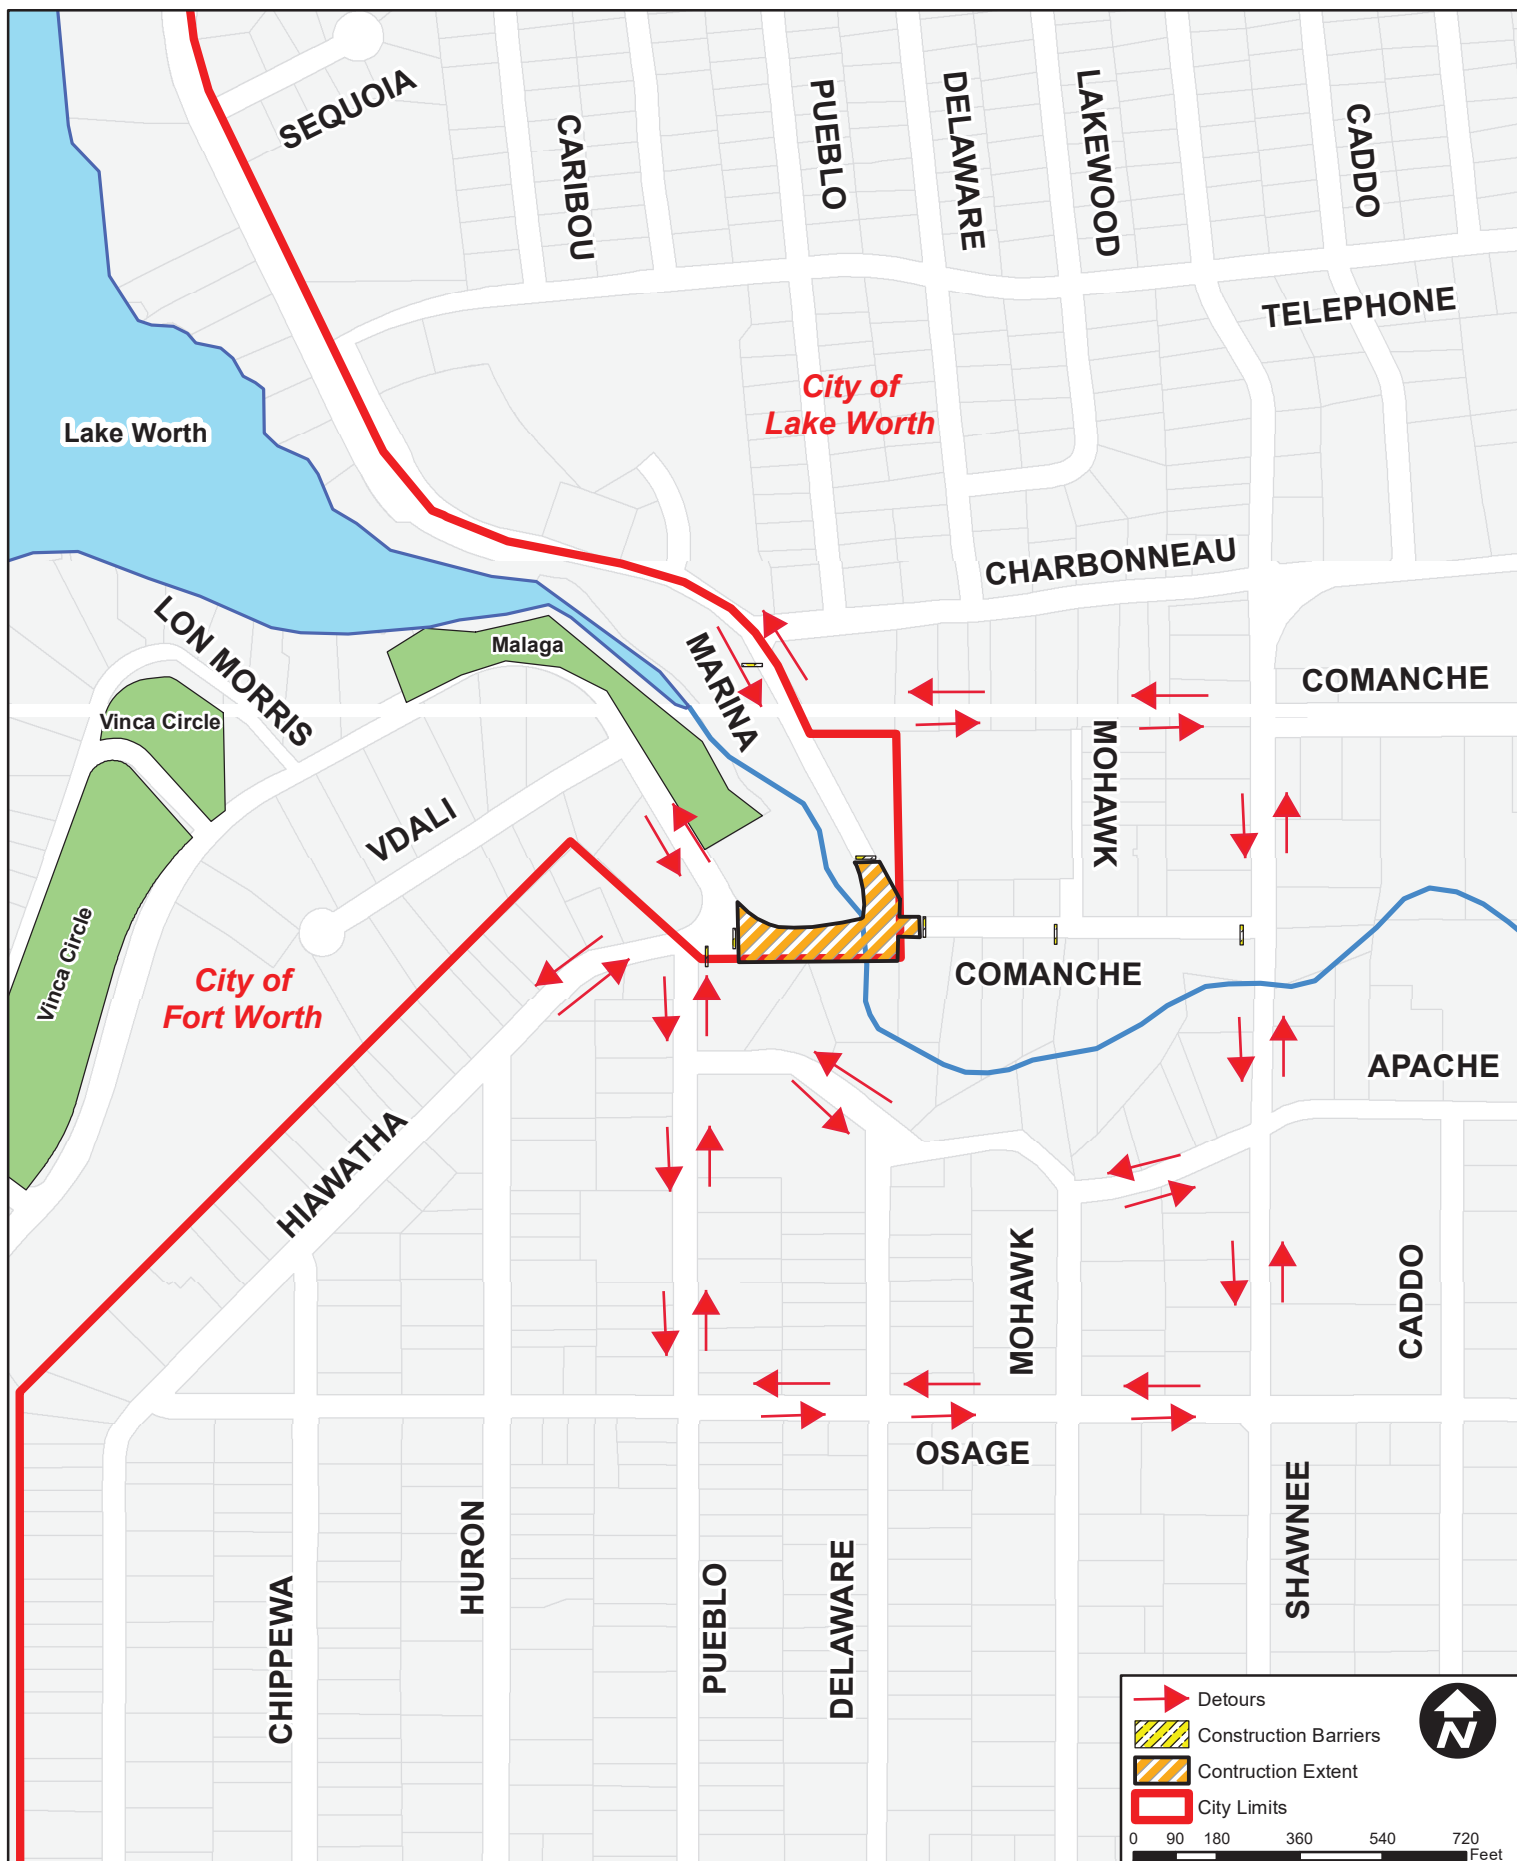 SEQUOIA
CARIBOU
PUEBLO
DELAWARE
LAKEWOOD
CADDO
TELEPHONE
City of
Lake Worth
Lake Worth
CHARBONNEAU
LON MORRIS
Malaga
MARINA
COMANCHE
Vinca Circle
MOHAWK
VDALI
Vinca Circle
City of
Fort Worth
COMANCHE
APACHE
HIAWATHA
MOHAWK
CADDO
OSAGE
HURON
SHAWNEE
CHIPPEWA
PUEBLO
DELAWARE
Detours
Construction Barriers
Contruction Extent
City Limits
N
0 90 180 360 540 720
Feet